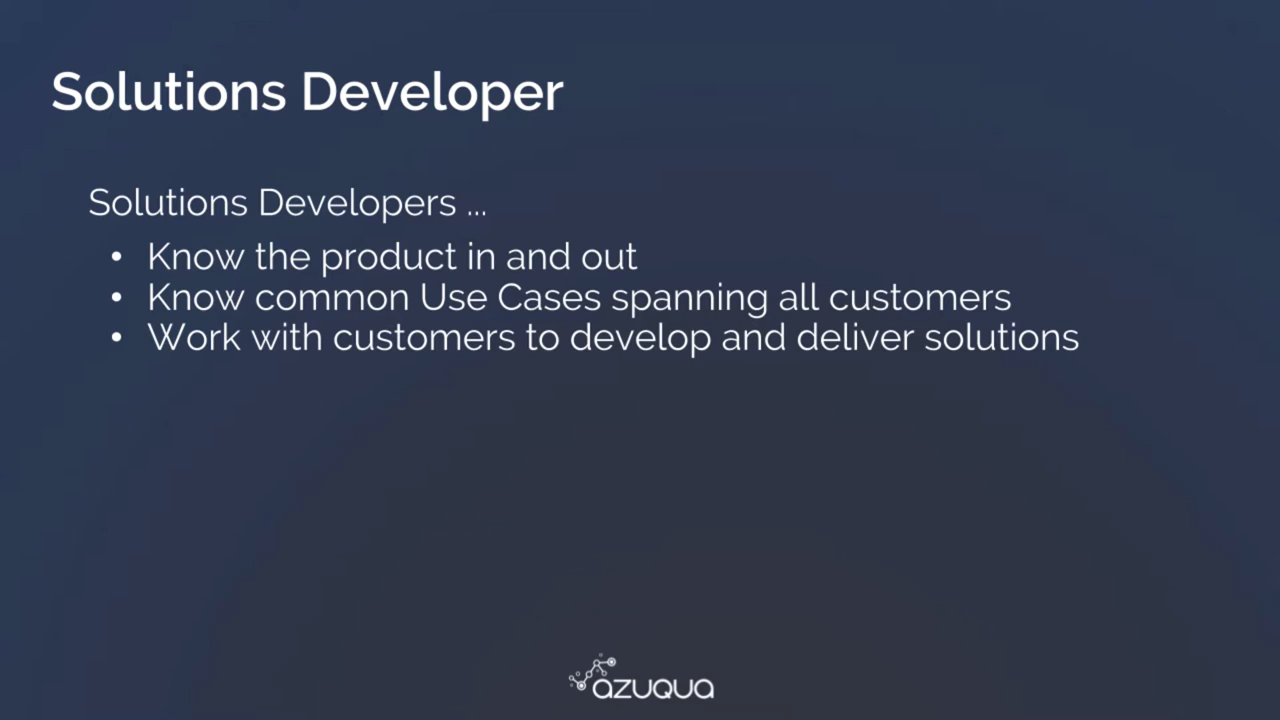 Solutions Developer
Solutions Developers ...
• Know the product in and out
• Know common Use Cases spanning all customers
• Work with customers to develop and deliver solutions
azuqua